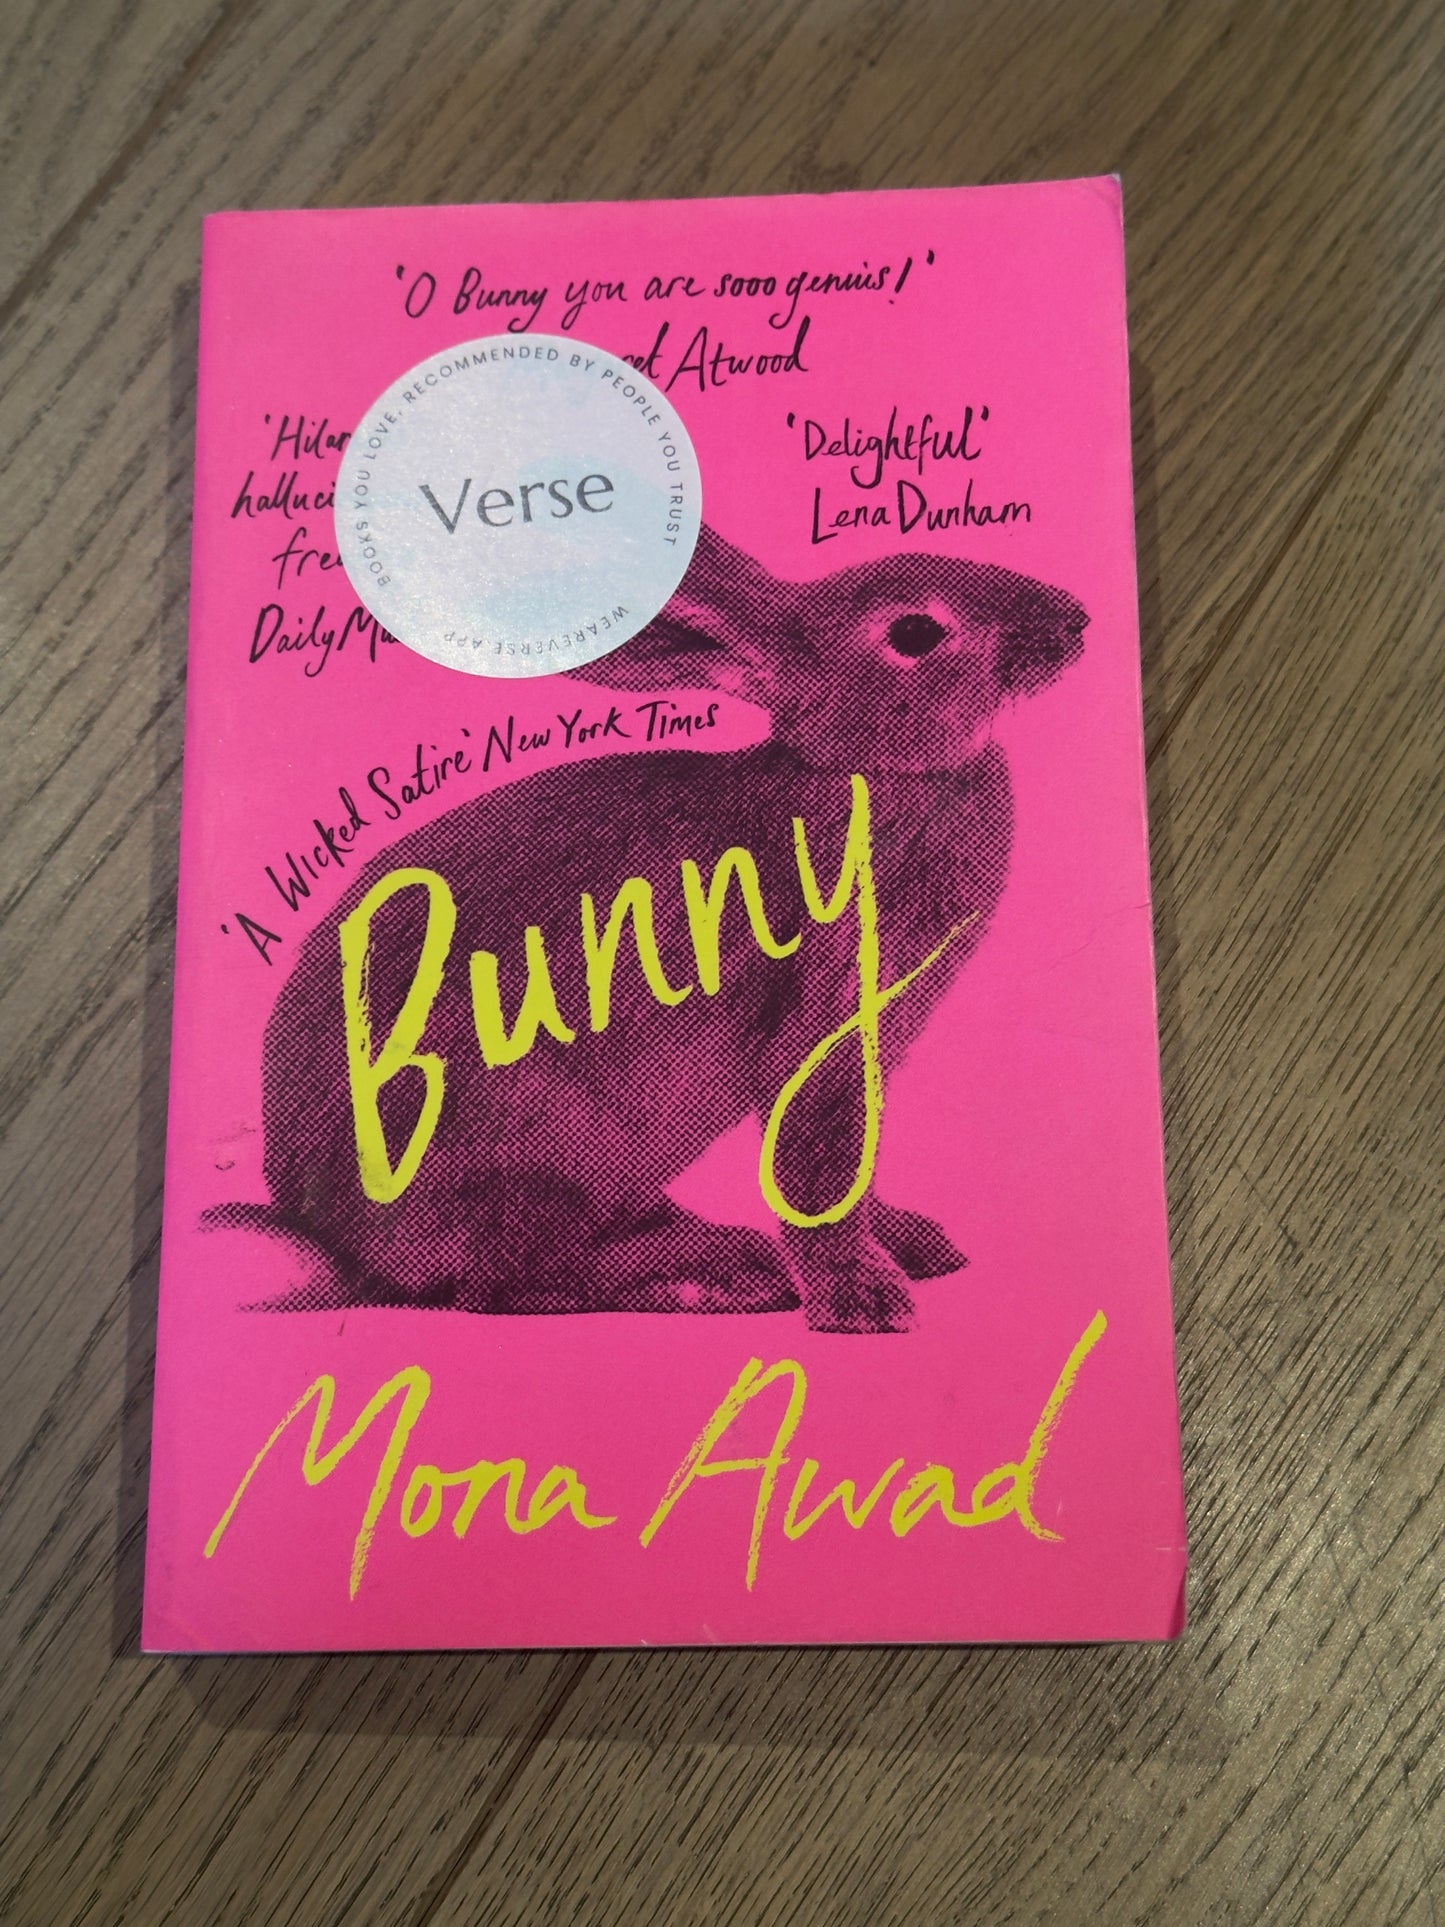 'O Bunny you are sooo genius!'
Atwood
'Delightful'
Lena Dunham
Daily
'A Wicked Satire' New York Times
BOOKS YOU LOVE, RECOMMENDED BY PEOPLE YOU TRUST
Verse
WEAREVERSE.APP
Bunny
Mona Awad